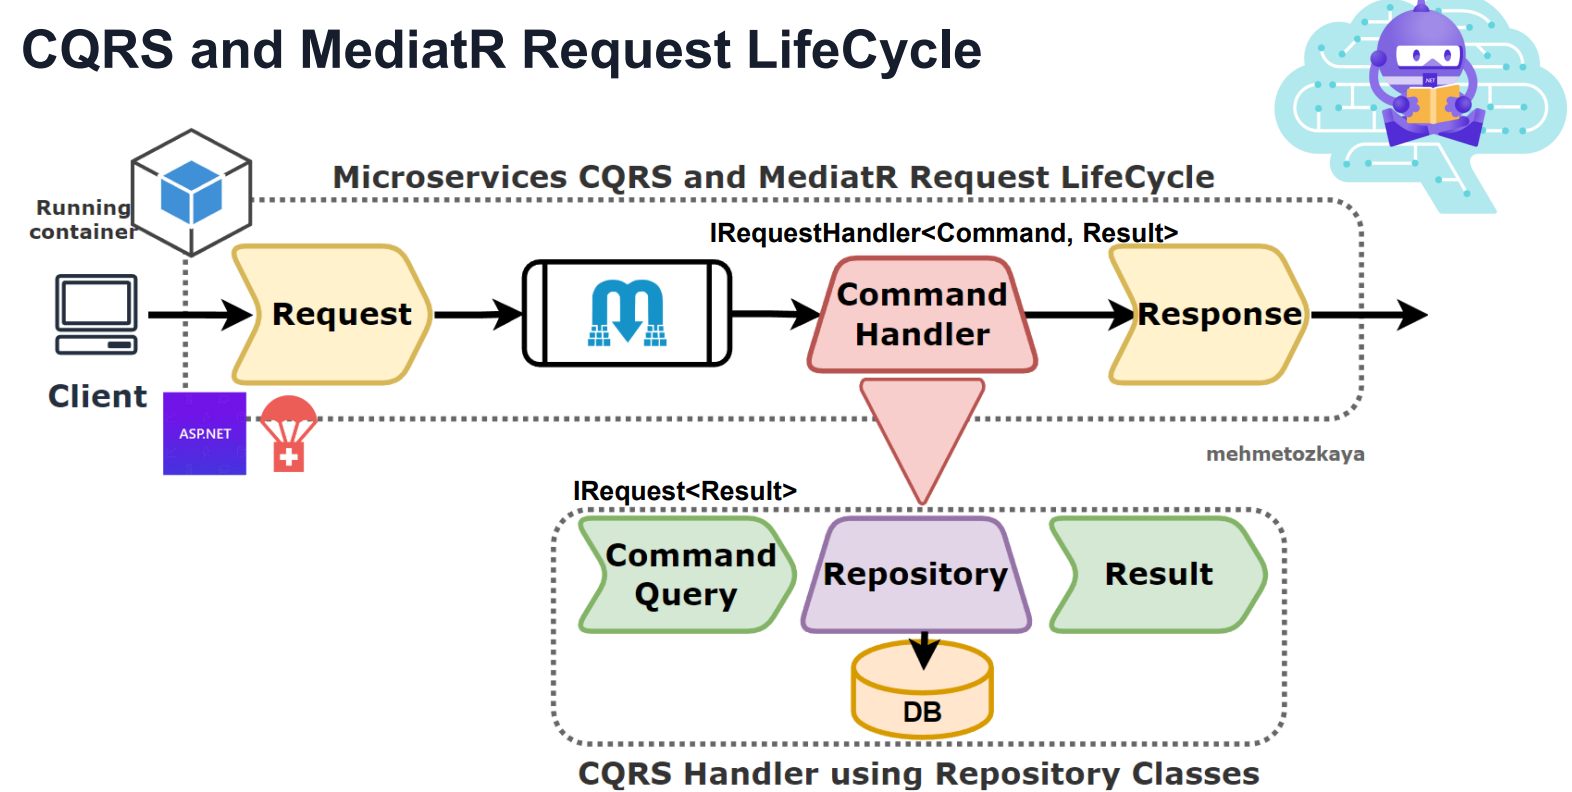 CQRS and MediatR Request LifeCycle
.NET
Microservices CQRS and MediatR Request LifeCycle
Running
container
IRequestHandler<Command, Result>
Request
Command
Handler
Response
Client
ASP.NET
mehmetozkaya
IRequest<Result>
Command
Query
Repository
Result
DB
CQRS Handler using Repository Classes